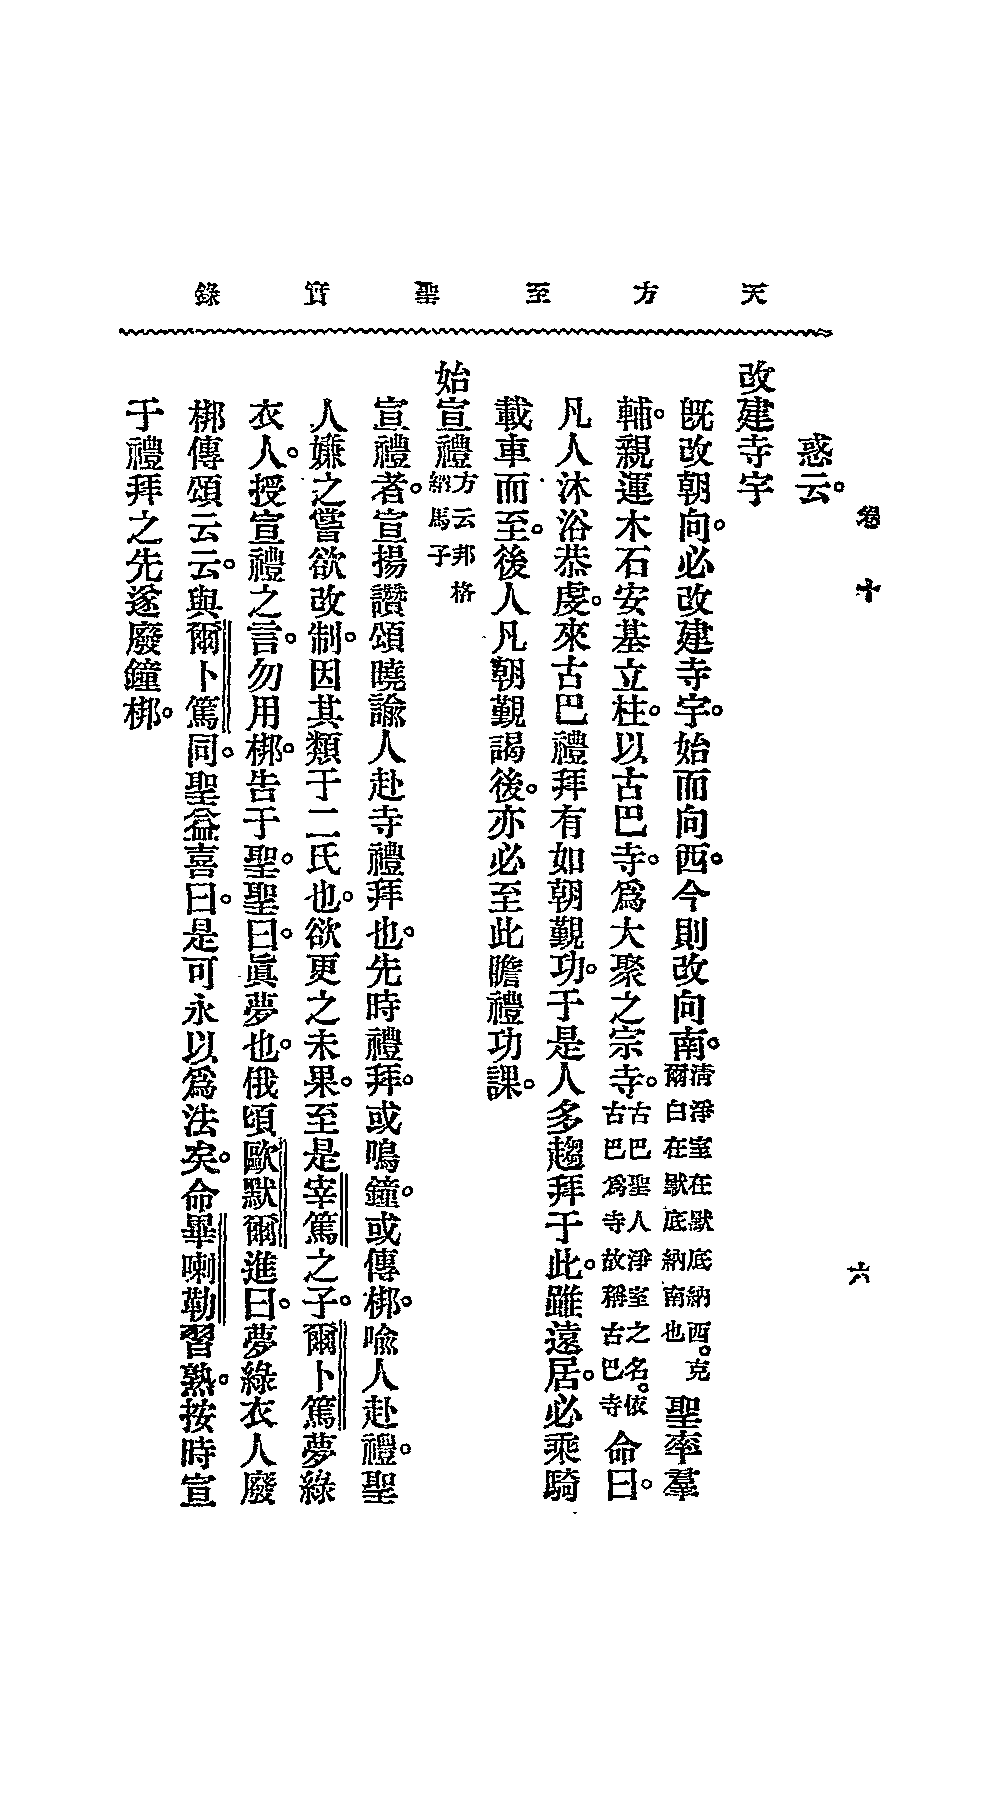 天方至聖實錄
卷十
六
惑云。
改建寺宇
旣改朝向。必改建寺宇。始而向西。今則改向南。清淨室在默底納西。克爾白在默底納南也 聖率羣
輔。親運木石安基立柱。以古巴寺。爲大聚之宗寺。古巴聖人淨室之名。依古巴爲寺故稱古巴寺 命曰。
凡人沐浴恭虔。來古巴禮拜有如朝覲功。于是人多趨拜于此。雖遠居。必乘騎
載車而至。後人凡朝覲謁後。亦必至此瞻禮功課。
始宣禮方云邦格納馬子
宣禮者。宣揚讚頌曉諭人赴寺禮拜也。先時禮拜。或鳴鐘。或傳梆。喻人赴禮。聖
人嫌之嘗欲改制。因其類于二氏也。欲更之未果。至是宰篤之子。爾卜篤夢綠
衣人。授宣禮之言。勿用梆。告于聖。聖曰。眞夢也。俄頃歐默爾進曰。夢綠衣人廢
梆傳頌云云。與爾卜篤同。聖益喜曰。是可永以爲法矣。命畢喇勒習熟。按時宣
于禮拜之先遂廢鐘梆。